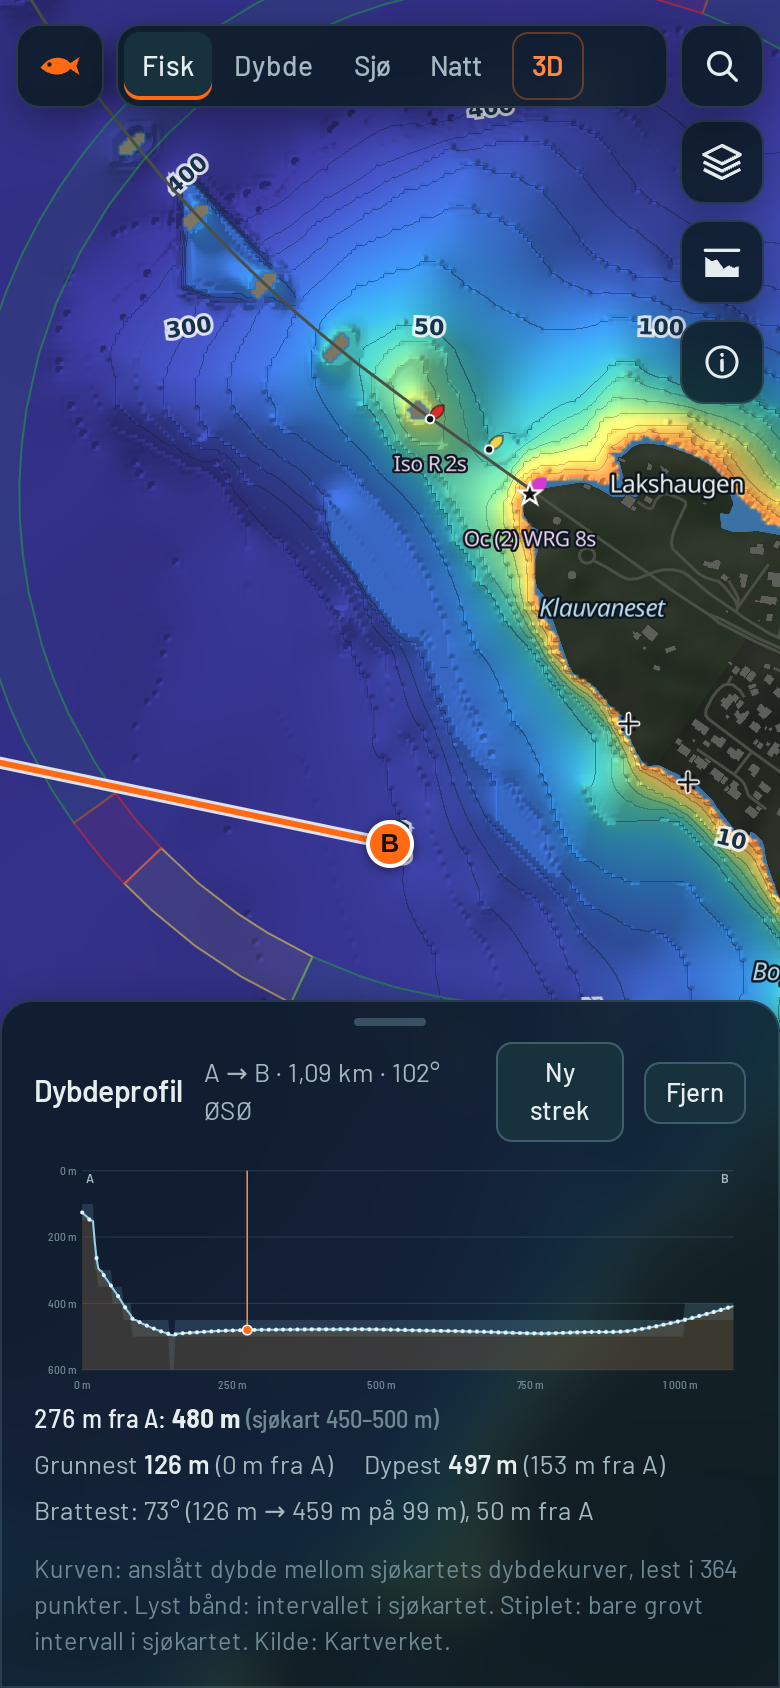 Fisk
Dybde
Sjø
Natt
3D
400
400
300
50
100
Iso R 2s
Lakshaugen
Oc (2) WRG 8s
Klauvaneset
10
B
Bo
Dybdeprofil
A → B · 1,09 km · 102°
ØSØ
Ny
strek
Fjern
0 m
A
B
200 m
400 m
600 m
0 m
250 m
500 m
750 m
1 000 m
276 m fra A: 480 m (sjøkart 450–500 m)
Grunnest 126 m (0 m fra A) Dypest 497 m (153 m fra A)
Brattest: 73° (126 m → 459 m på 99 m), 50 m fra A
Kurven: anslått dybde mellom sjøkartets dybdekurver, lest i 364
punkter. Lyst bånd: intervallet i sjøkartet. Stiplet: bare grovt
intervall i sjøkartet. Kilde: Kartverket.